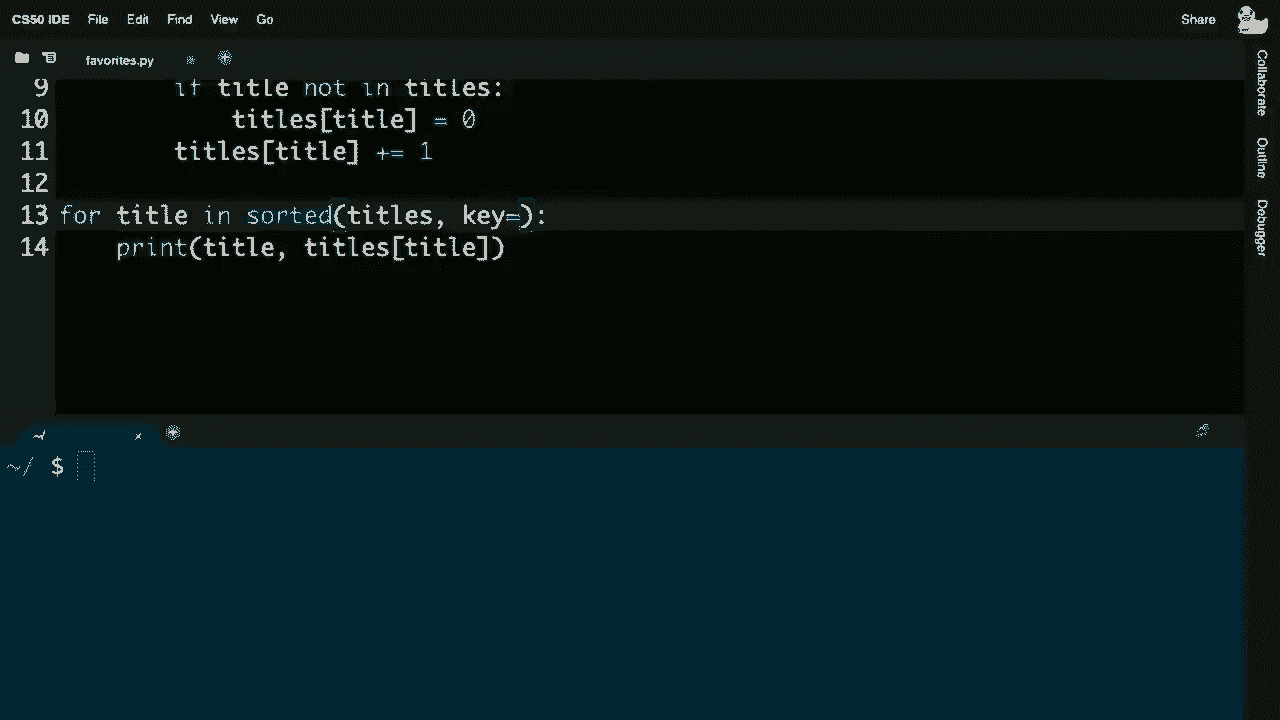 CS50 IDE File Edit Find View Go Share
favorites.py
9 if title not in titles:
10 titles[title] = 0
11 titles[title] += 1
12
13 for title in sorted(titles, key=):
14 print(title, titles[title])
~/ $
Collaborate
Outline
Debugger